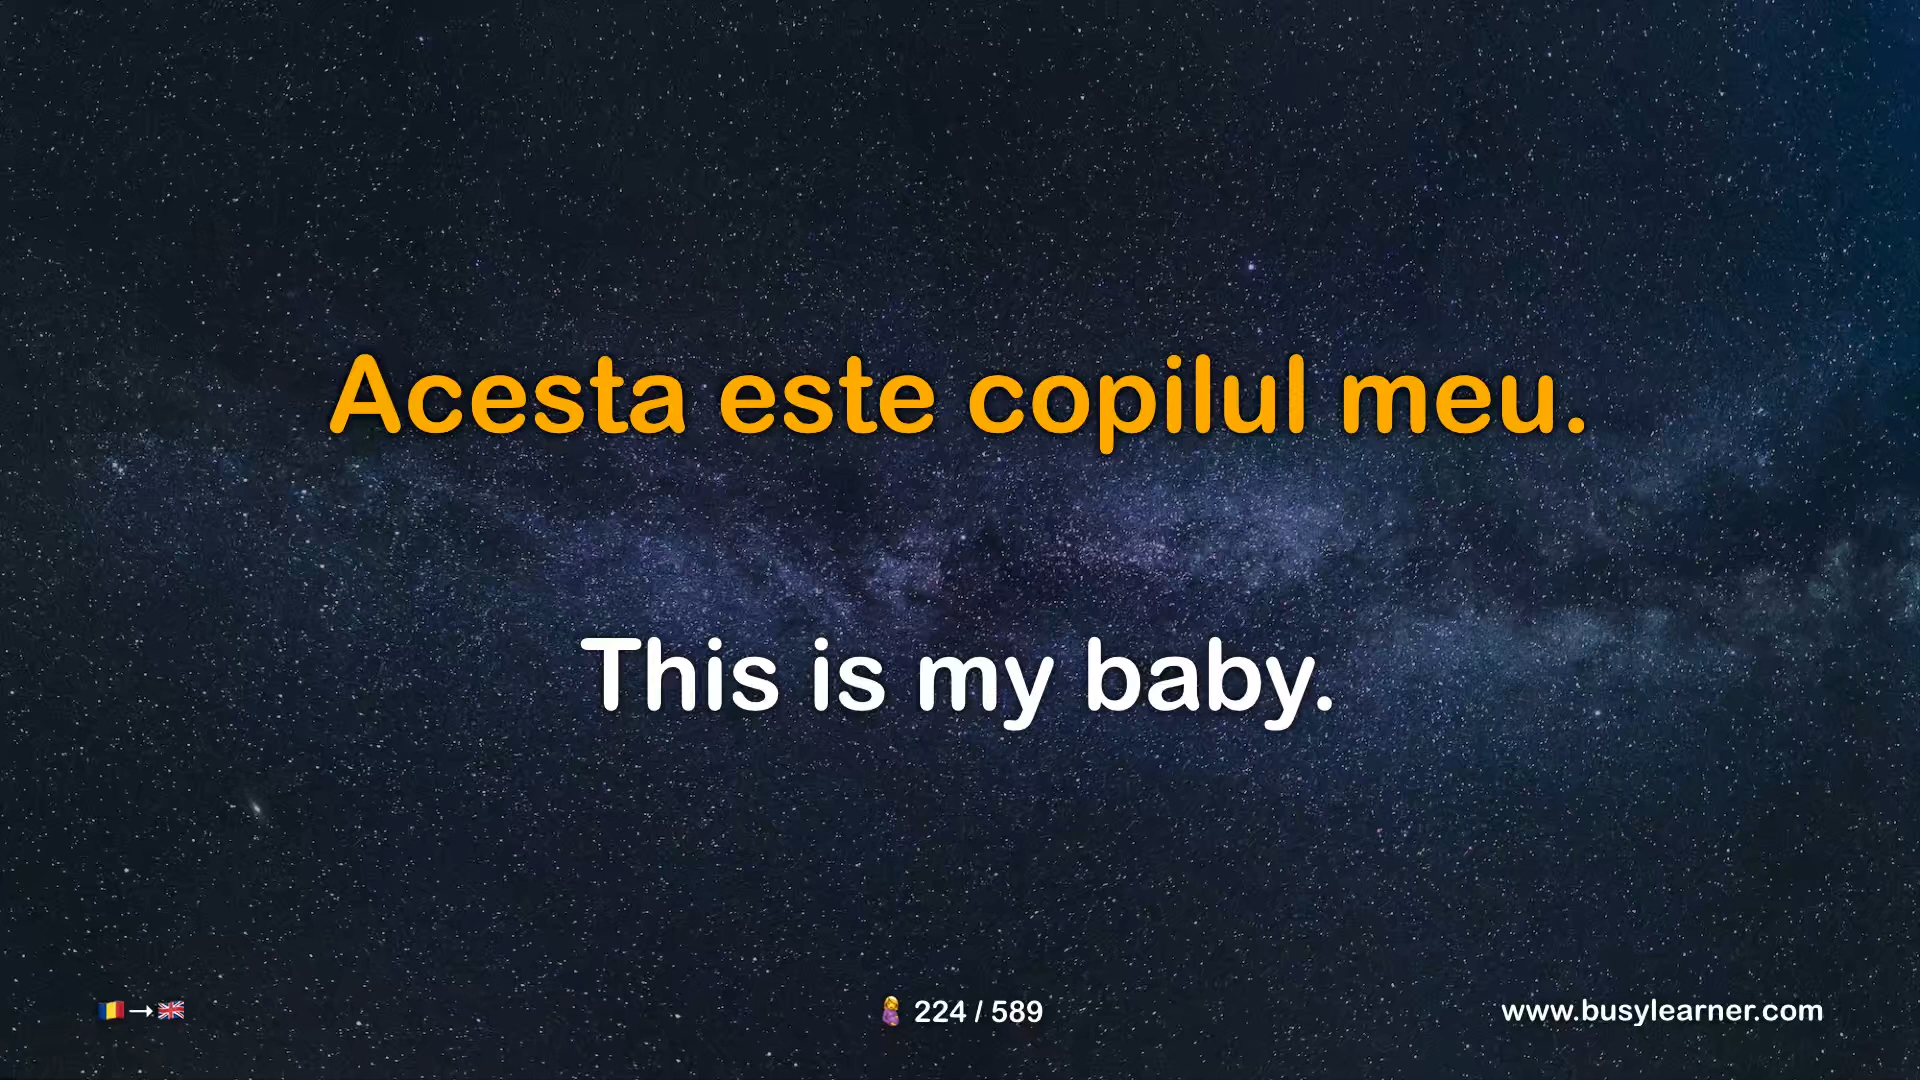 Acesta este copilul meu.
This is my baby.
→
224 / 589
www.busylearner.com